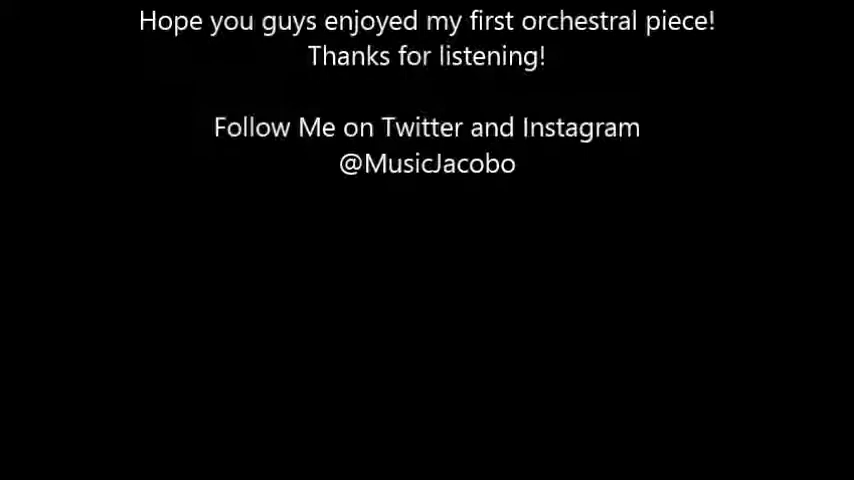 Hope you guys enjoyed my first orchestral piece!
Thanks for listening!
Follow Me on Twitter and Instagram
@MusicJacobo